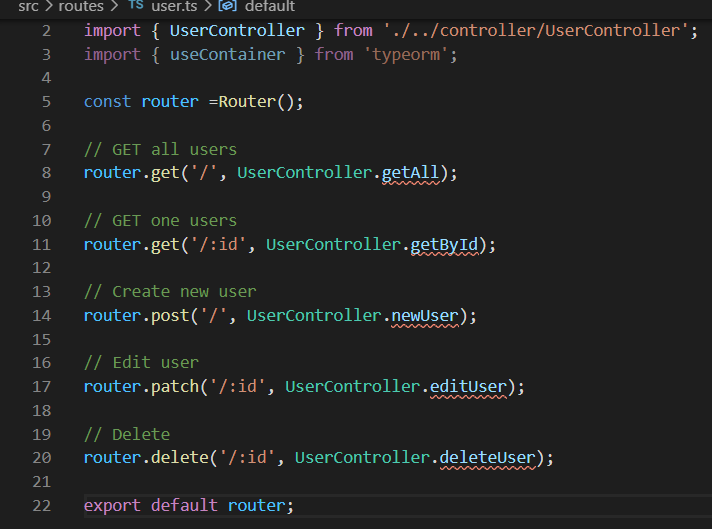 src > routes > TS user.ts > default
2 import { UserController } from './../controller/UserController';
3 import { useContainer } from 'typeorm';
4
5 const router =Router();
6
7 // GET all users
8 router.get('/', UserController.getAll);
9
10 // GET one users
11 router.get('/:id', UserController.getById);
12
13 // Create new user
14 router.post('/', UserController.newUser);
15
16 // Edit user
17 router.patch('/:id', UserController.editUser);
18
19 // Delete
20 router.delete('/:id', UserController.deleteUser);
21
22 export default router;